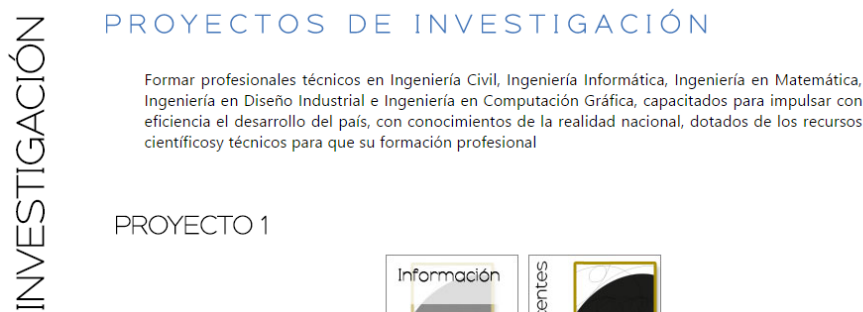 INVESTIGACIÓN
PROYECTOS DE INVESTIGACIÓN
Formar profesionales técnicos en Ingeniería Civil, Ingeniería Informática, Ingeniería en Matemática,
Ingeniería en Diseño Industrial e Ingeniería en Computación Gráfica, capacitados para impulsar con
eficiencia el desarrollo del país, con conocimientos de la realidad nacional, dotados de los recursos
científicosy técnicos para que su formación profesional
PROYECTO 1
Información